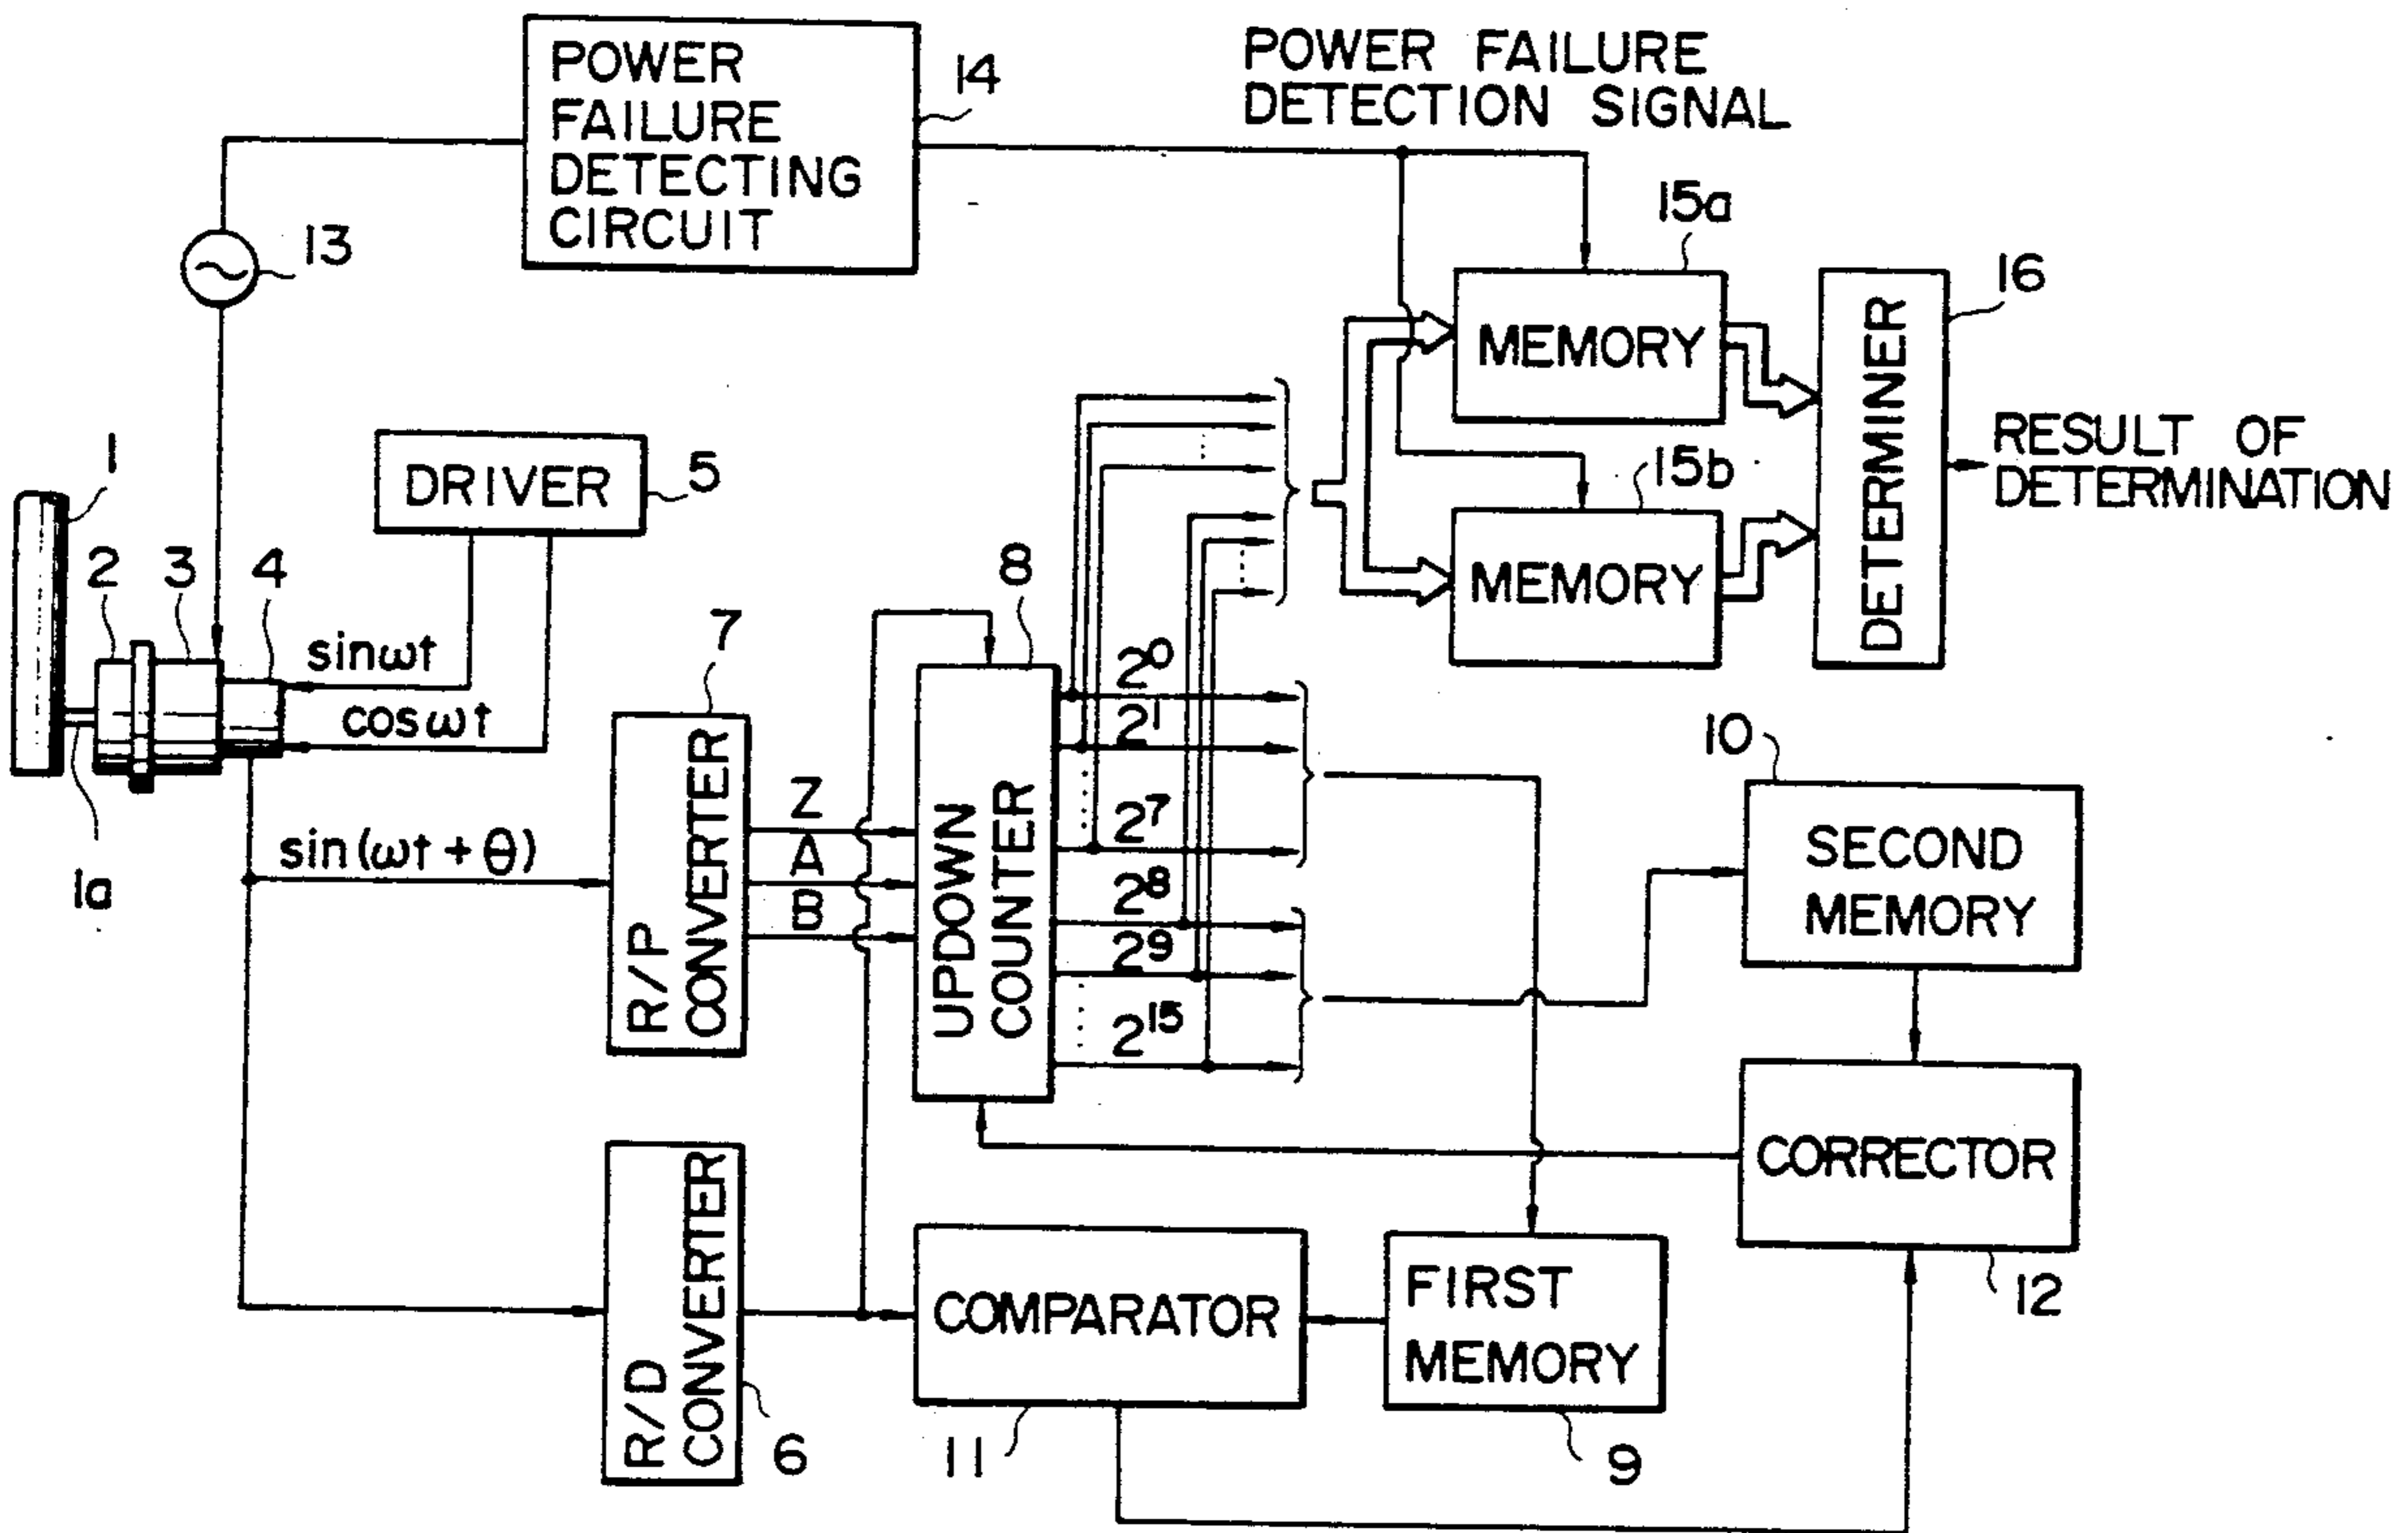 POWER
FAILURE
DETECTING
CIRCUIT
14
POWER FAILURE
DETECTION SIGNAL
13
15a
MEMORY
16
DETERMINER
RESULT OF
DETERMINATION
15b
MEMORY
1
DRIVER
5
2
3
4
sinωt
cosωt
1a
sin(ωt + θ)
7
R/P
CONVERTER
Z
A
B
8
UPDOWN
COUNTER
2⁰
2¹
2⁷
2⁸
2⁹
2¹⁵
10
SECOND
MEMORY
CORRECTOR
12
R/D
CONVERTER
6
COMPARATOR
11
FIRST
MEMORY
9